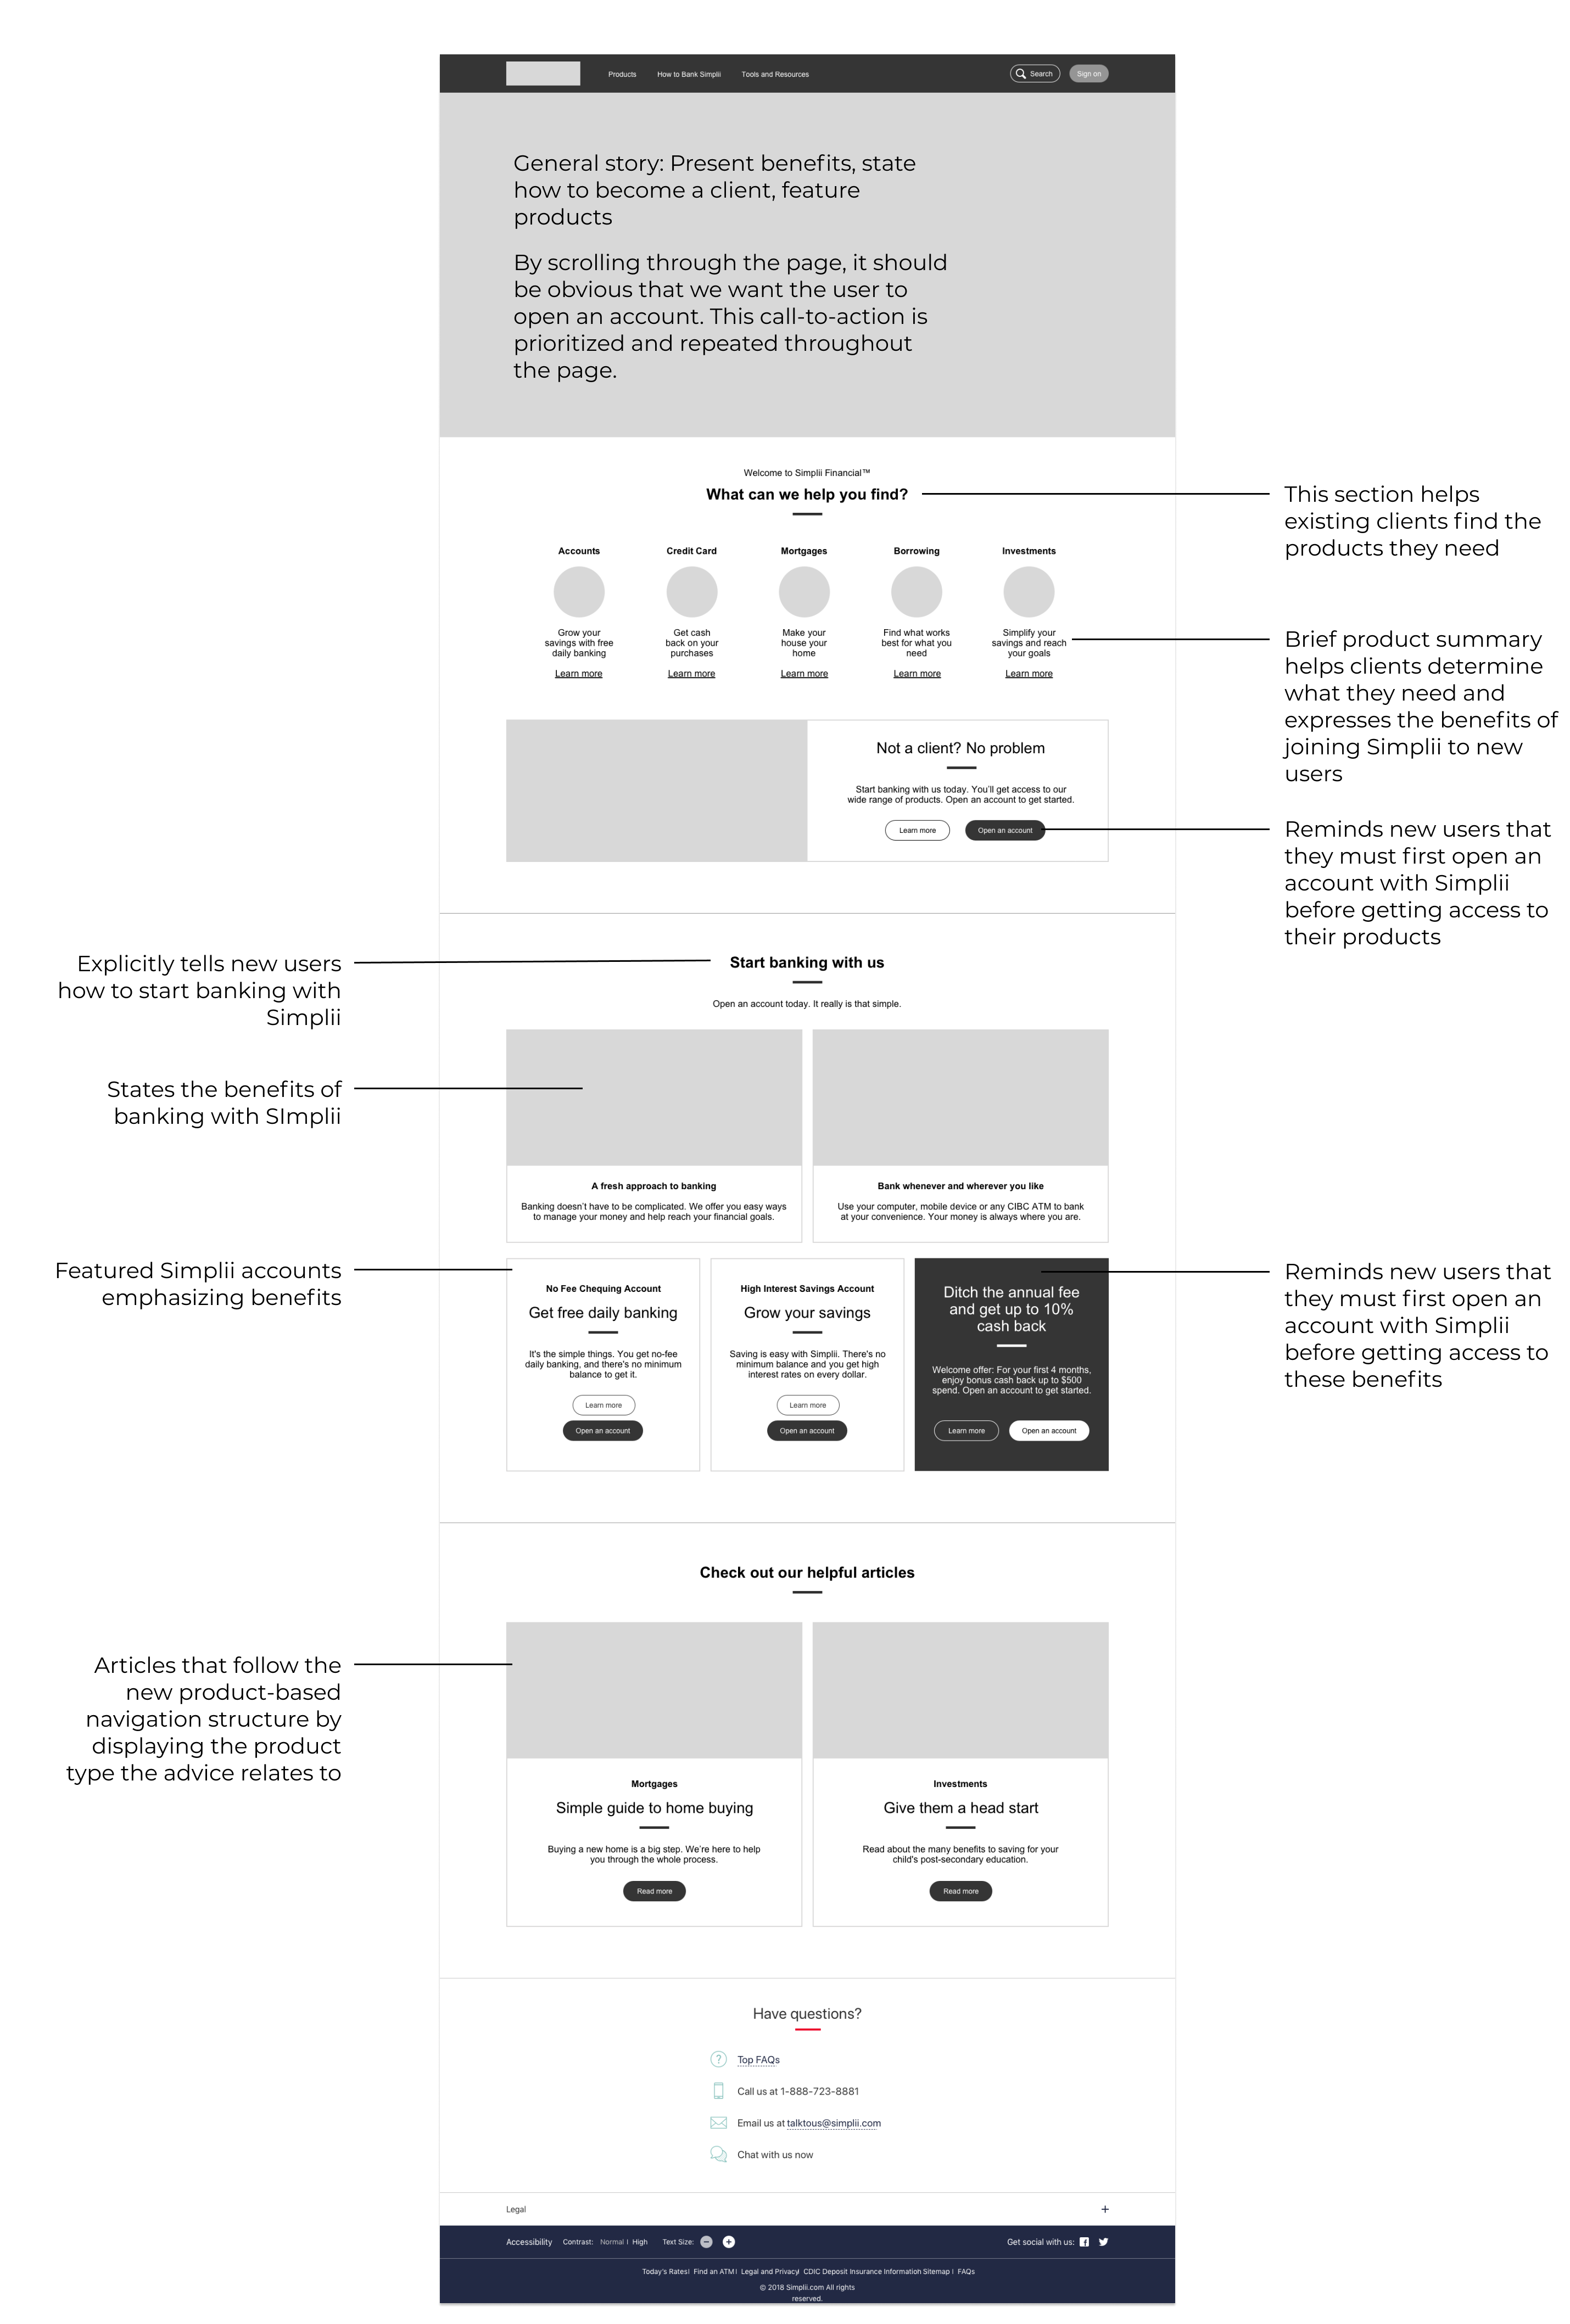 Products
How to Bank Simplii
Tools and Resources
Search
Sign on
General story: Present benefits, state
how to become a client, feature
products
By scrolling through the page, it should
be obvious that we want the user to
open an account. This call-to-action is
prioritized and repeated throughout
the page.
Welcome to Simplii Financial™
What can we help you find?
This section helps
existing clients find the
products they need
Accounts
Grow your
savings with free
daily banking
Learn more
Credit Card
Get cash
back on your
purchases
Learn more
Mortgages
Make your
house your
home
Learn more
Borrowing
Find what works
best for what you
need
Learn more
Investments
Simplify your
savings and reach
your goals
Learn more
Brief product summary
helps clients determine
what they need and
expresses the benefits of
joining Simplii to new
users
Not a client? No problem
Start banking with us today. You'll get access to our
wide range of products. Open an account to get started.
Learn more
Open an account
Reminds new users that
they must first open an
account with Simplii
before getting access to
their products
Explicitly tells new users
how to start banking with
Simplii
Start banking with us
Open an account today. It really is that simple.
States the benefits of
banking with SImplii
A fresh approach to banking
Banking doesn't have to be complicated. We offer you easy ways
to manage your money and help reach your financial goals.
Bank whenever and wherever you like
Use your computer, mobile device or any CIBC ATM to bank
at your convenience. Your money is always where you are.
Featured Simplii accounts
emphasizing benefits
No Fee Chequing Account
Get free daily banking
It's the simple things. You get no-fee
daily banking, and there's no minimum
balance to get it.
Learn more
Open an account
High Interest Savings Account
Grow your savings
Saving is easy with Simplii. There's no
minimum balance and you get high
interest rates on every dollar.
Learn more
Open an account
Ditch the annual fee
and get up to 10%
cash back
Welcome offer: For your first 4 months,
enjoy bonus cash back up to $500
spend. Open an account to get started.
Learn more
Open an account
Reminds new users that
they must first open an
account with Simplii
before getting access to
these benefits
Check out our helpful articles
Articles that follow the
new product-based
navigation structure by
displaying the product
type the advice relates to
Mortgages
Simple guide to home buying
Buying a new home is a big step. We're here to help
you through the whole process.
Read more
Investments
Give them a head start
Read about the many benefits to saving for your
child's post-secondary education.
Read more
Have questions?
Top FAQs
Call us at 1-888-723-8881
Email us at talktous@simplii.com
Chat with us now
Legal +
Accessibility Contrast: Normal | High Text Size: - +
Get social with us:
Today's Rates| Find an ATM| Legal and Privacy| CDIC Deposit Insurance Information Sitemap | FAQs
© 2018 Simplii.com All rights
reserved.